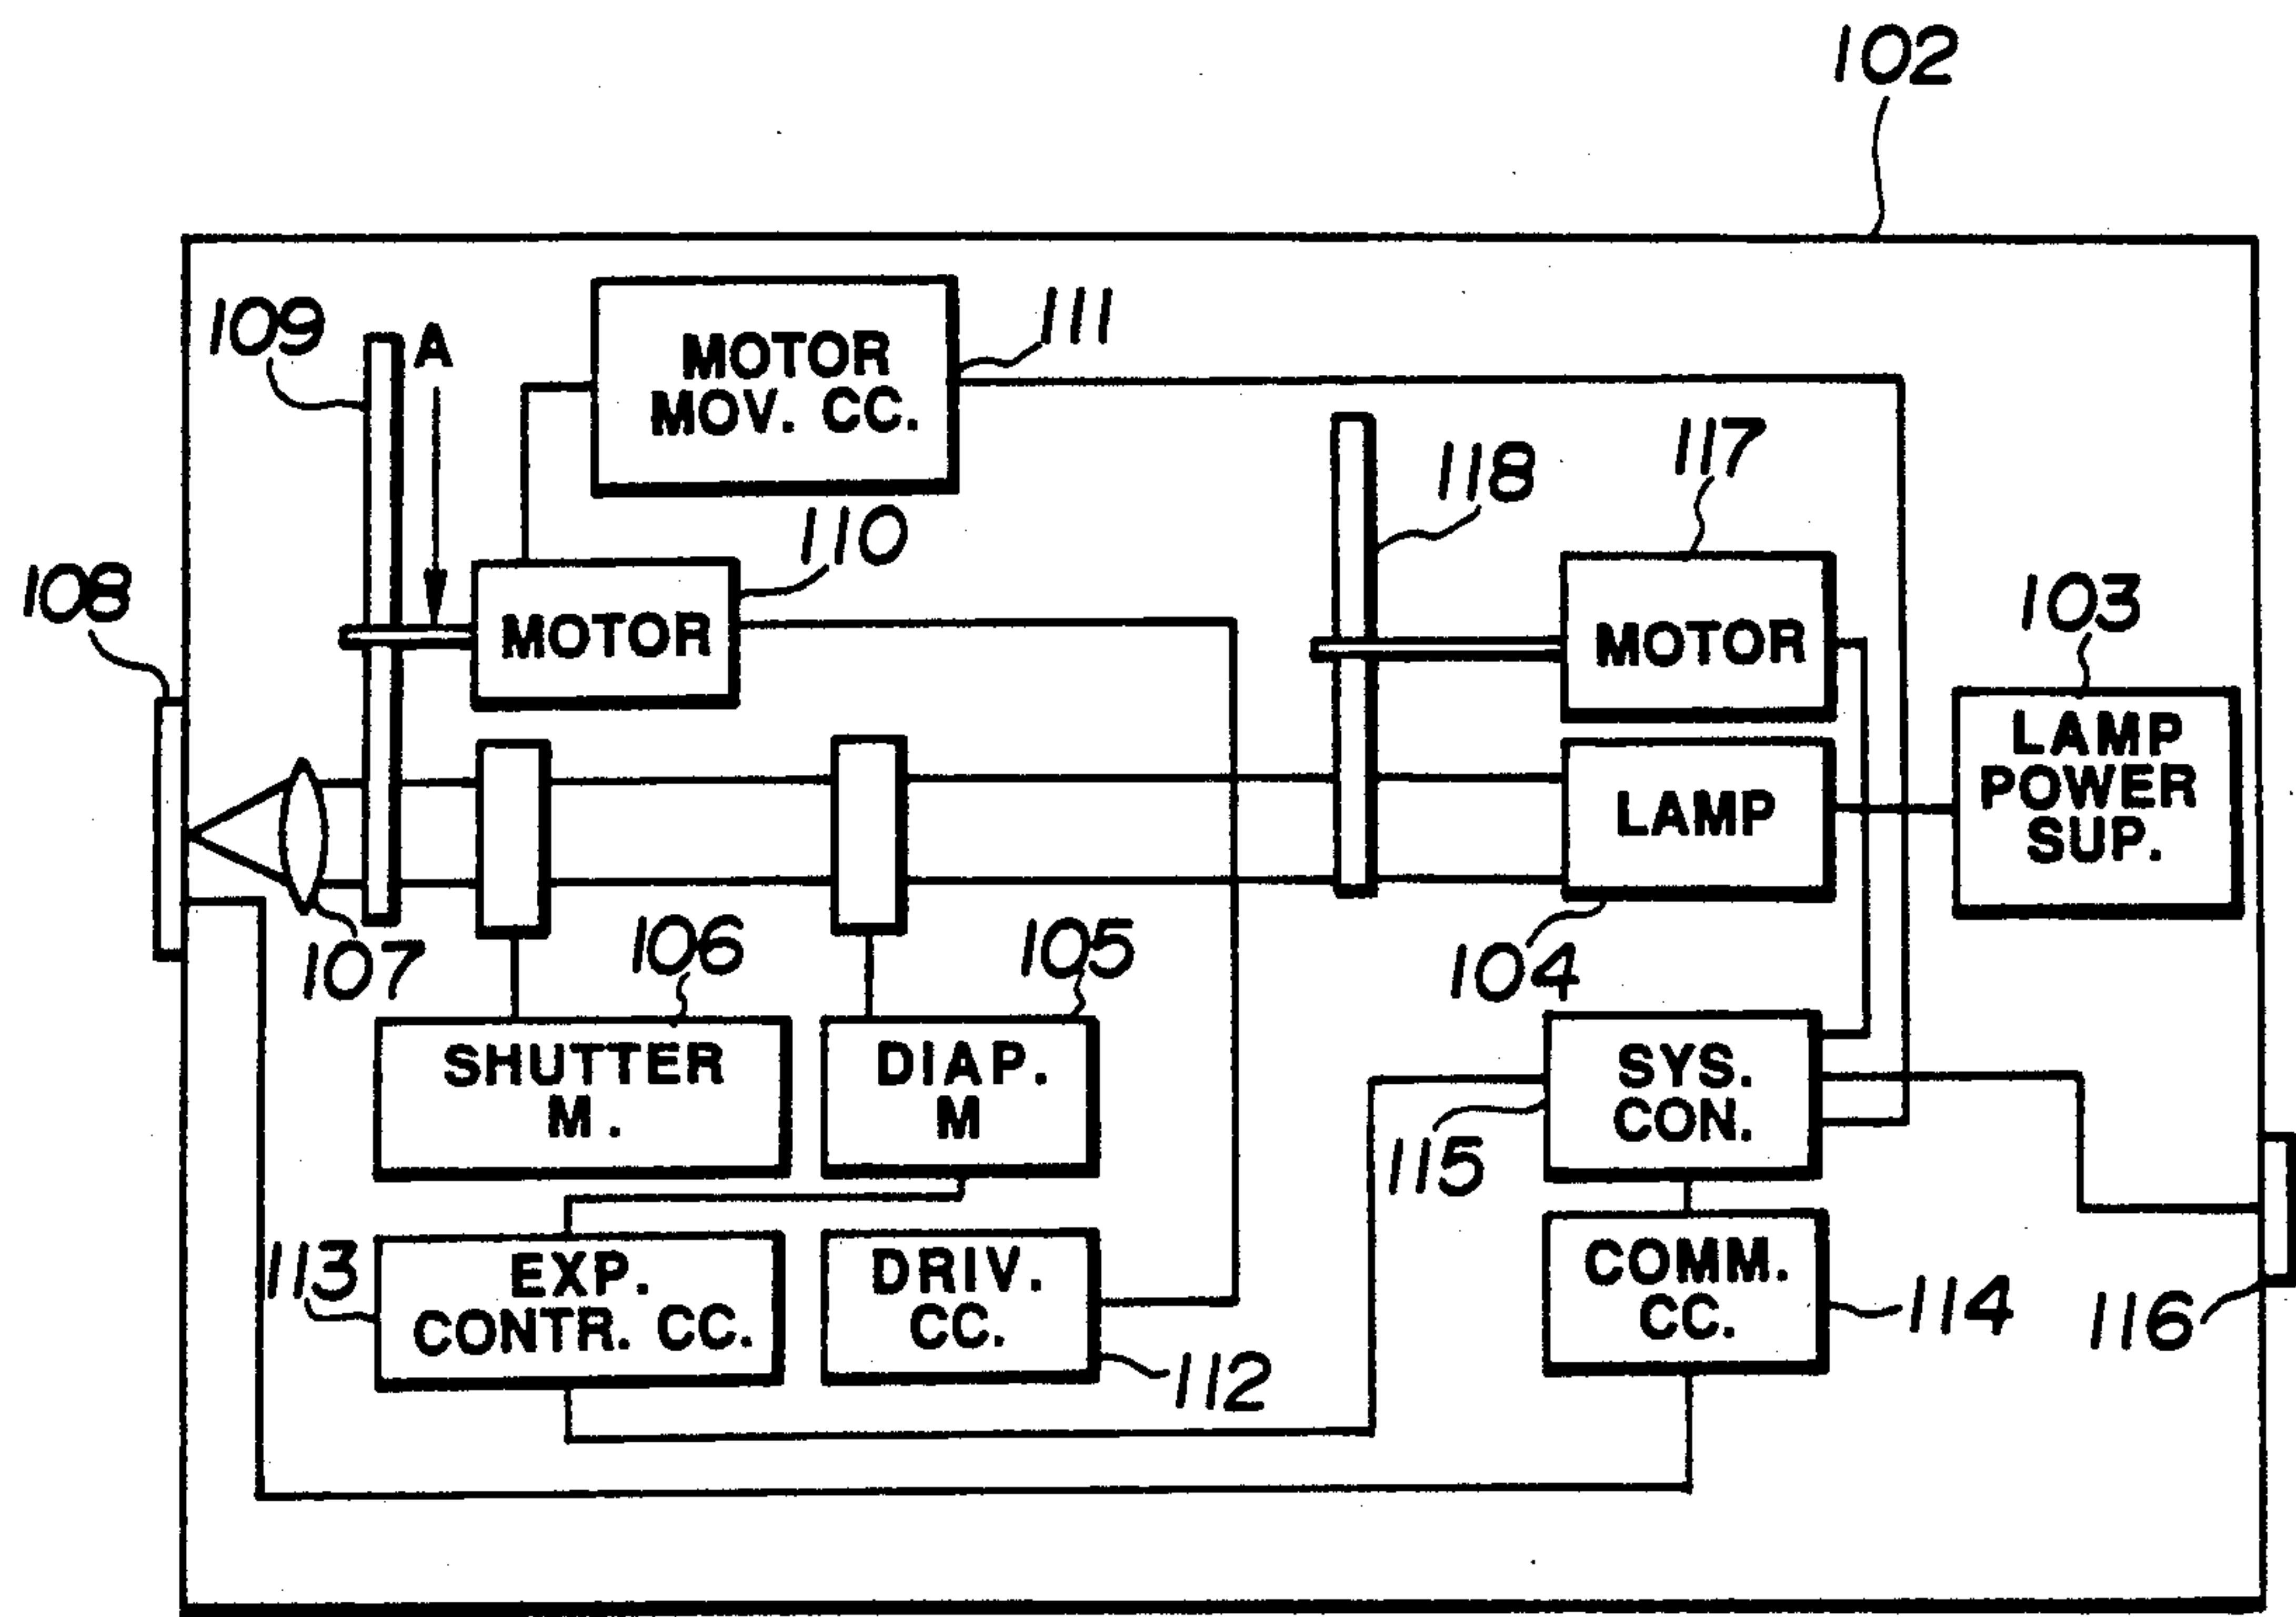 102
109
A
MOTOR
MOV. CC.
111
118
117
110
108
MOTOR
MOTOR
103
LAMP
POWER
SUP.
LAMP
107
106
105
104
SHUTTER
M.
DIAP.
M
SYS.
CON.
115
113
EXP.
CONTR. CC.
DRIV.
CC.
112
COMM.
CC.
114
116